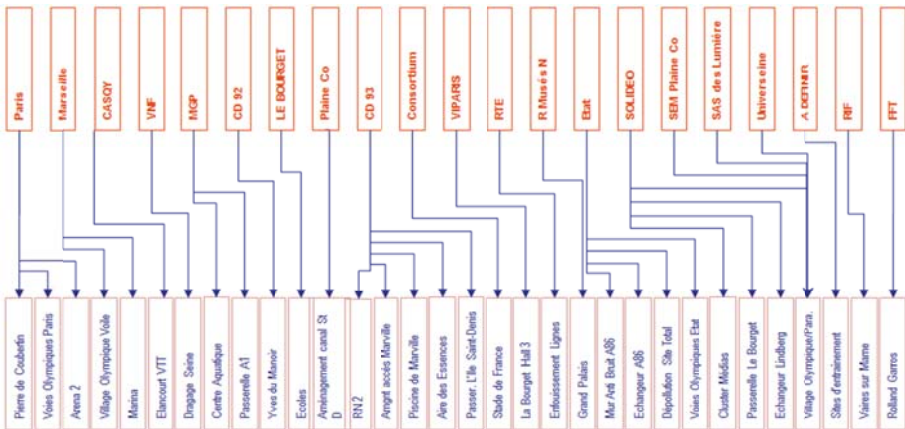 Paris
Marseille
CASQY
VNF
MGP
CD 92
LE BOURGET
Plaine Co
CD 93
Consortium
VIPARIS
RTE
R Musés N
Etat
SOLIDEO
SEM Plaine Co
SAS des Lumière
Universeine
A DEFINIR
RIF
FFT
Pierre de Coubertin
Voies Olympiques Paris
Arena 2
Village Olympique Voile
Marina
Elancourt VTT
Dragage Seine
Centre Aquatique
Passerelle A1
Yves du Manoir
Ecoles
Aménagement canal St
D
RN2
Amgnt accès Marville
Piscine de Marville
Aire des Essences
Passer. L'Ile Saint-Denis
Stade de France
La Bourget Hall 3
Enfouissement Lignes
Grand Palais
Mur Anti Bruit A86
Echangeur A86
Dépollution Site Total
Voies Olympiques Etat
Cluster Médias
Passerelle Le Bourget
Echangeur Lindberg
Village Olympique/Para.
Sites d'entrainement
Vaires sur Marne
Rolland Garros